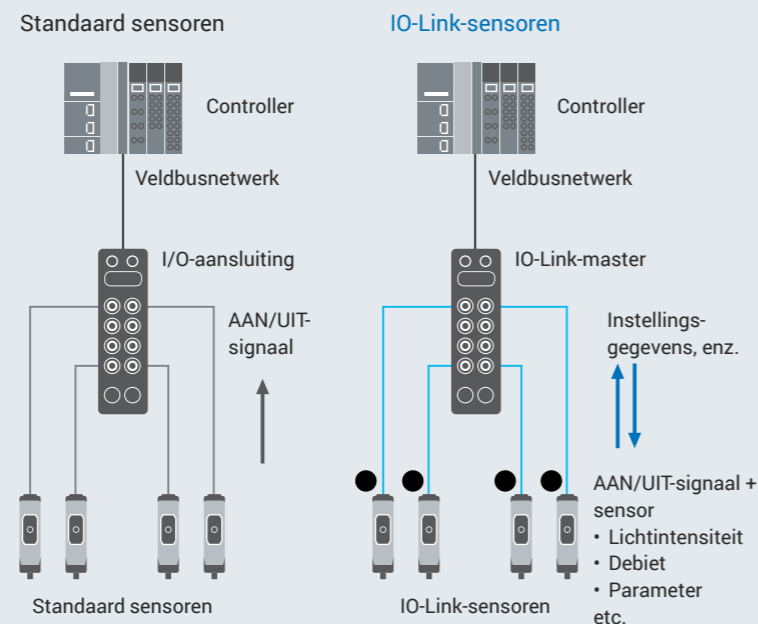 Standaard sensoren
Controller
Veldbusnetwerk
I/O-aansluiting
AAN/UIT-
signaal
Standaard sensoren
IO-Link-sensoren
Controller
Veldbusnetwerk
IO-Link-master
Instellings-
gegevens, enz.
AAN/UIT-signaal +
sensor
• Lichtintensiteit
• Debiet
• Parameter
etc.
IO-Link-sensoren